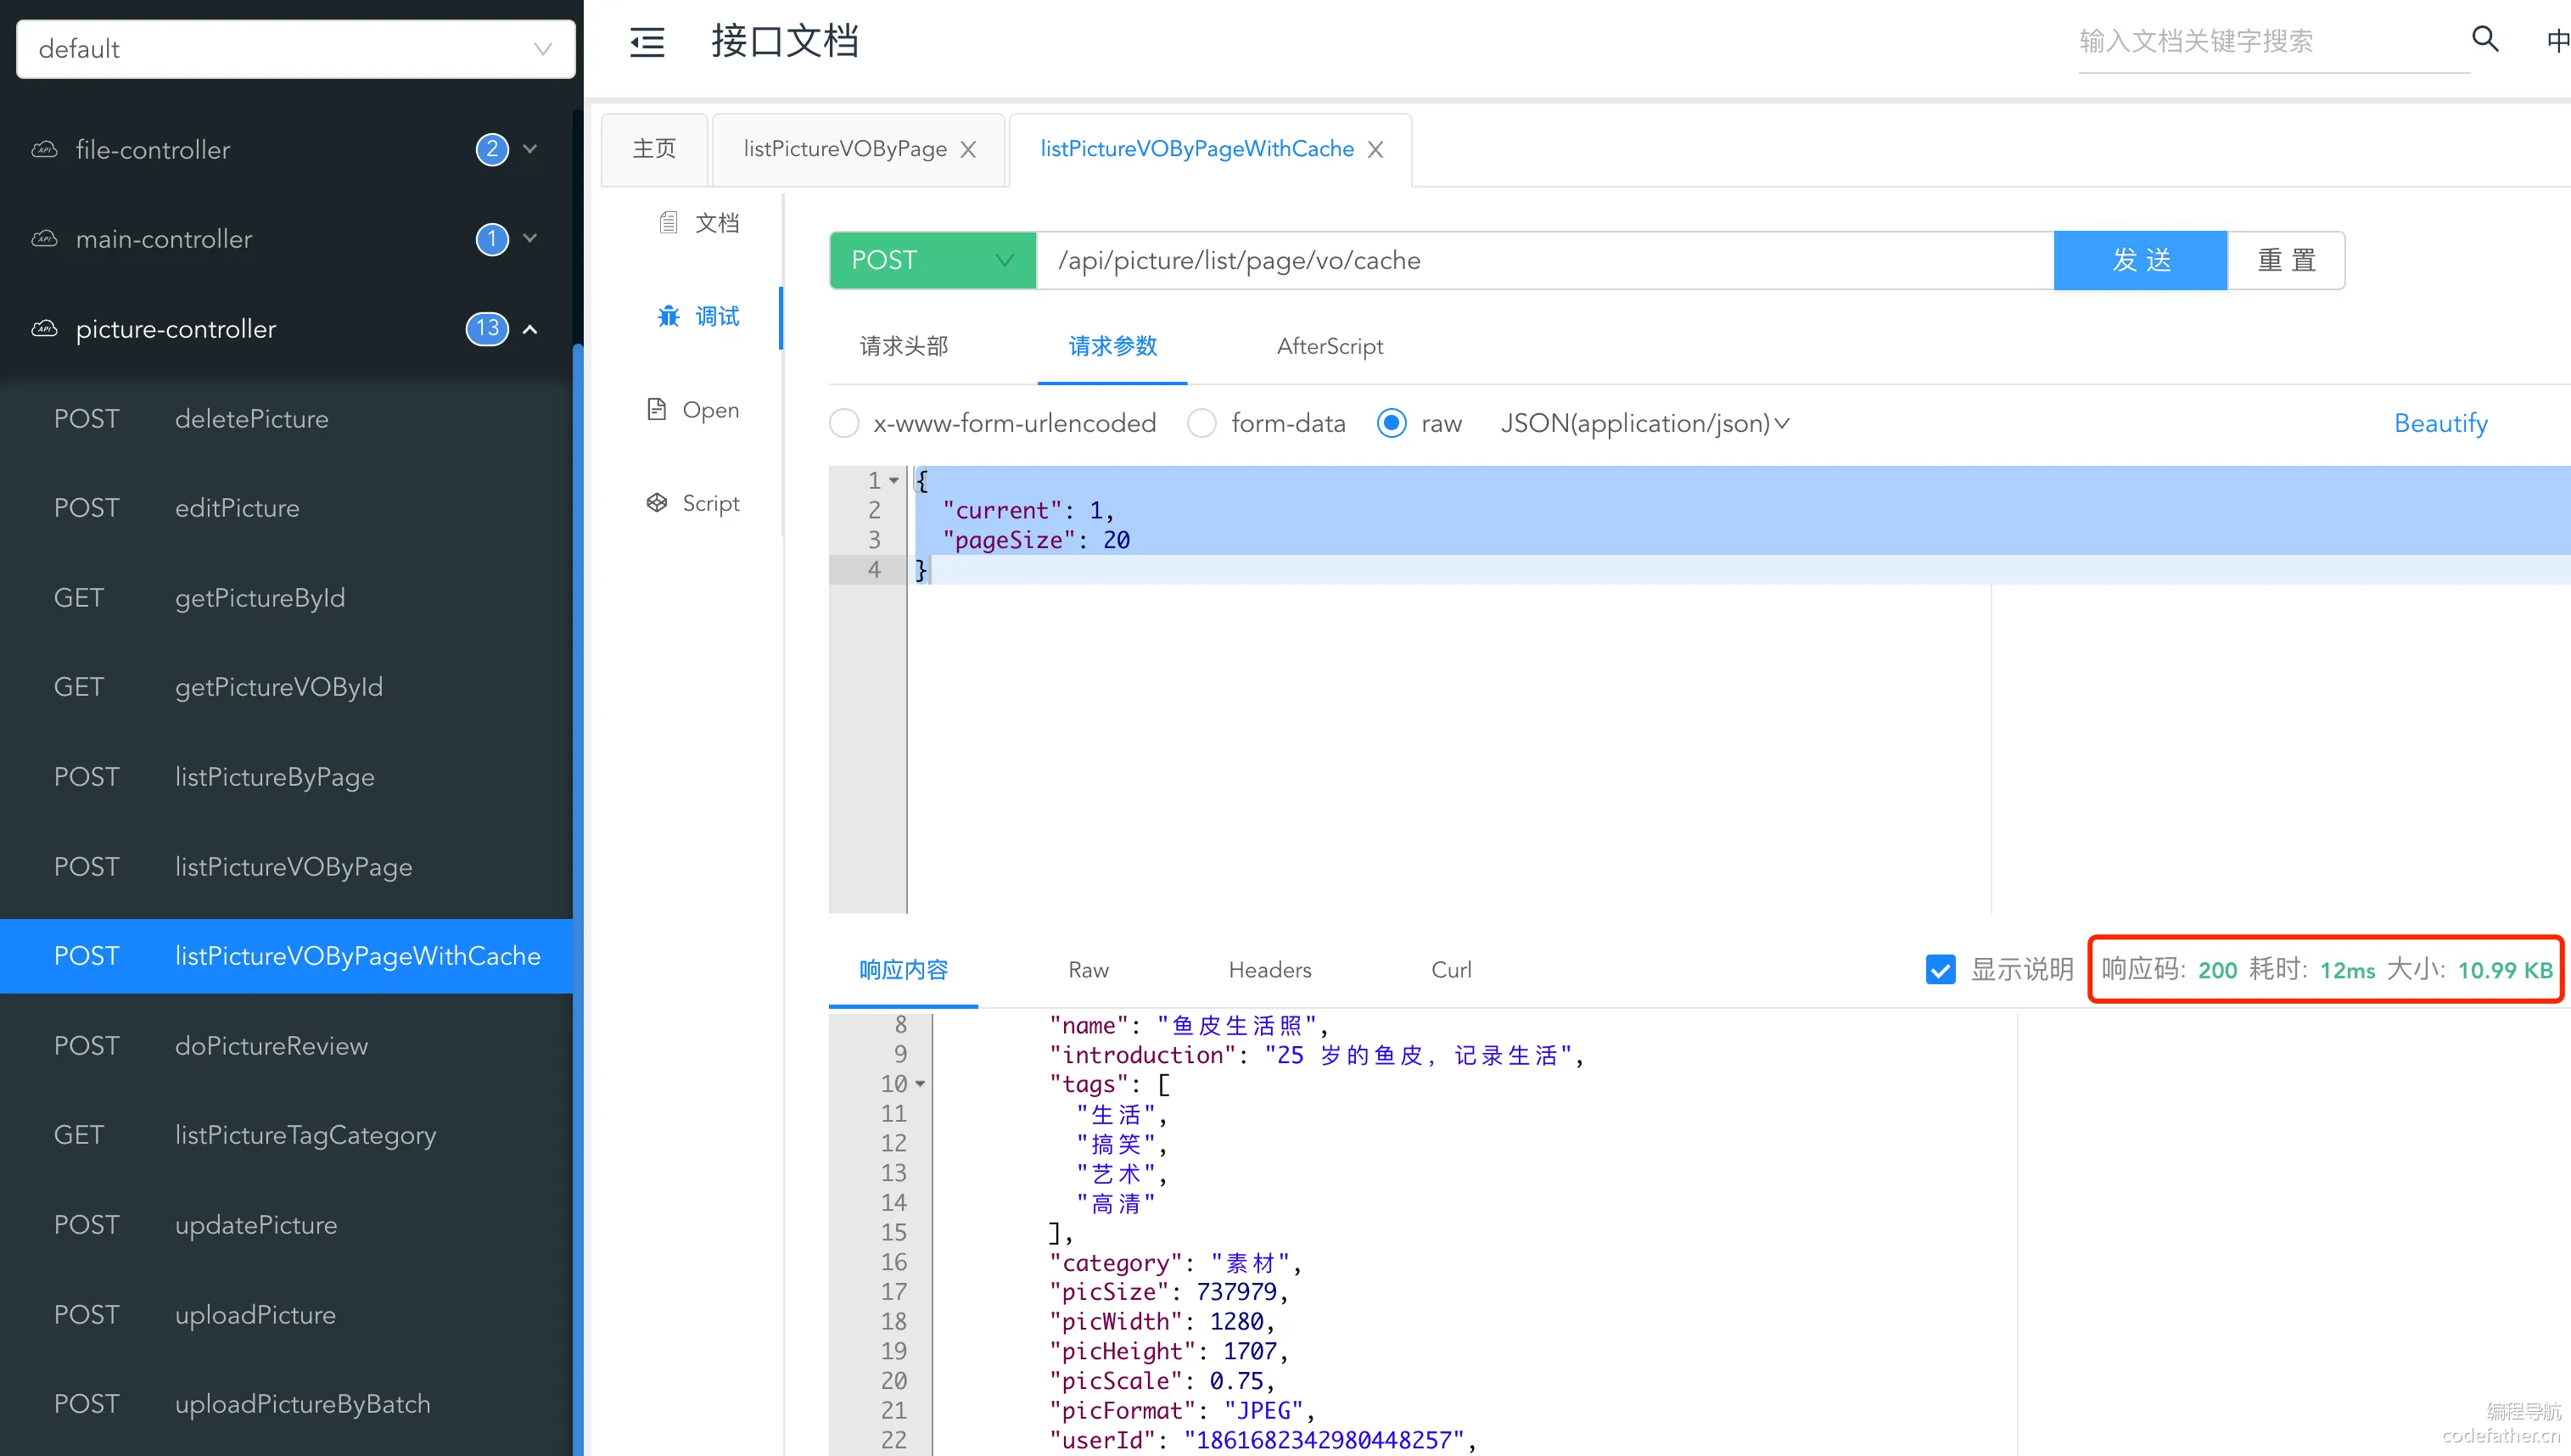 default
file-controller 2
main-controller 1
picture-controller 13
POST deletePicture
POST editPicture
GET getPictureById
GET getPictureVOById
POST listPictureByPage
POST listPictureVOByPage
POST listPictureVOByPageWithCache
POST doPictureReview
GET listPictureTagCategory
POST updatePicture
POST uploadPicture
POST uploadPictureByBatch
接口文档
输入文档关键字搜索
中
主页 listPictureVOByPage listPictureVOByPageWithCache
文档
调试
Open
Script
POST /api/picture/list/page/vo/cache 发 送 重 置
请求头部 请求参数 AfterScript
x-www-form-urlencoded form-data raw JSON(application/json) Beautify
1 {
2 "current": 1,
3 "pageSize": 20
4 }
响应内容 Raw Headers Curl 显示说明 响应码: 200 耗时: 12ms 大小: 10.99 KB
8 "name": "鱼皮生活照",
9 "introduction": "25 岁的鱼皮, 记录生活",
10 "tags": [
11 "生活",
12 "搞笑",
13 "艺术",
14 "高清"
15 ],
16 "category": "素材",
17 "picSize": 737979,
18 "picWidth": 1280,
19 "picHeight": 1707,
20 "picScale": 0.75,
21 "picFormat": "JPEG",
22 "userId": "1861682342980448257",
编程导航
codefather.cn